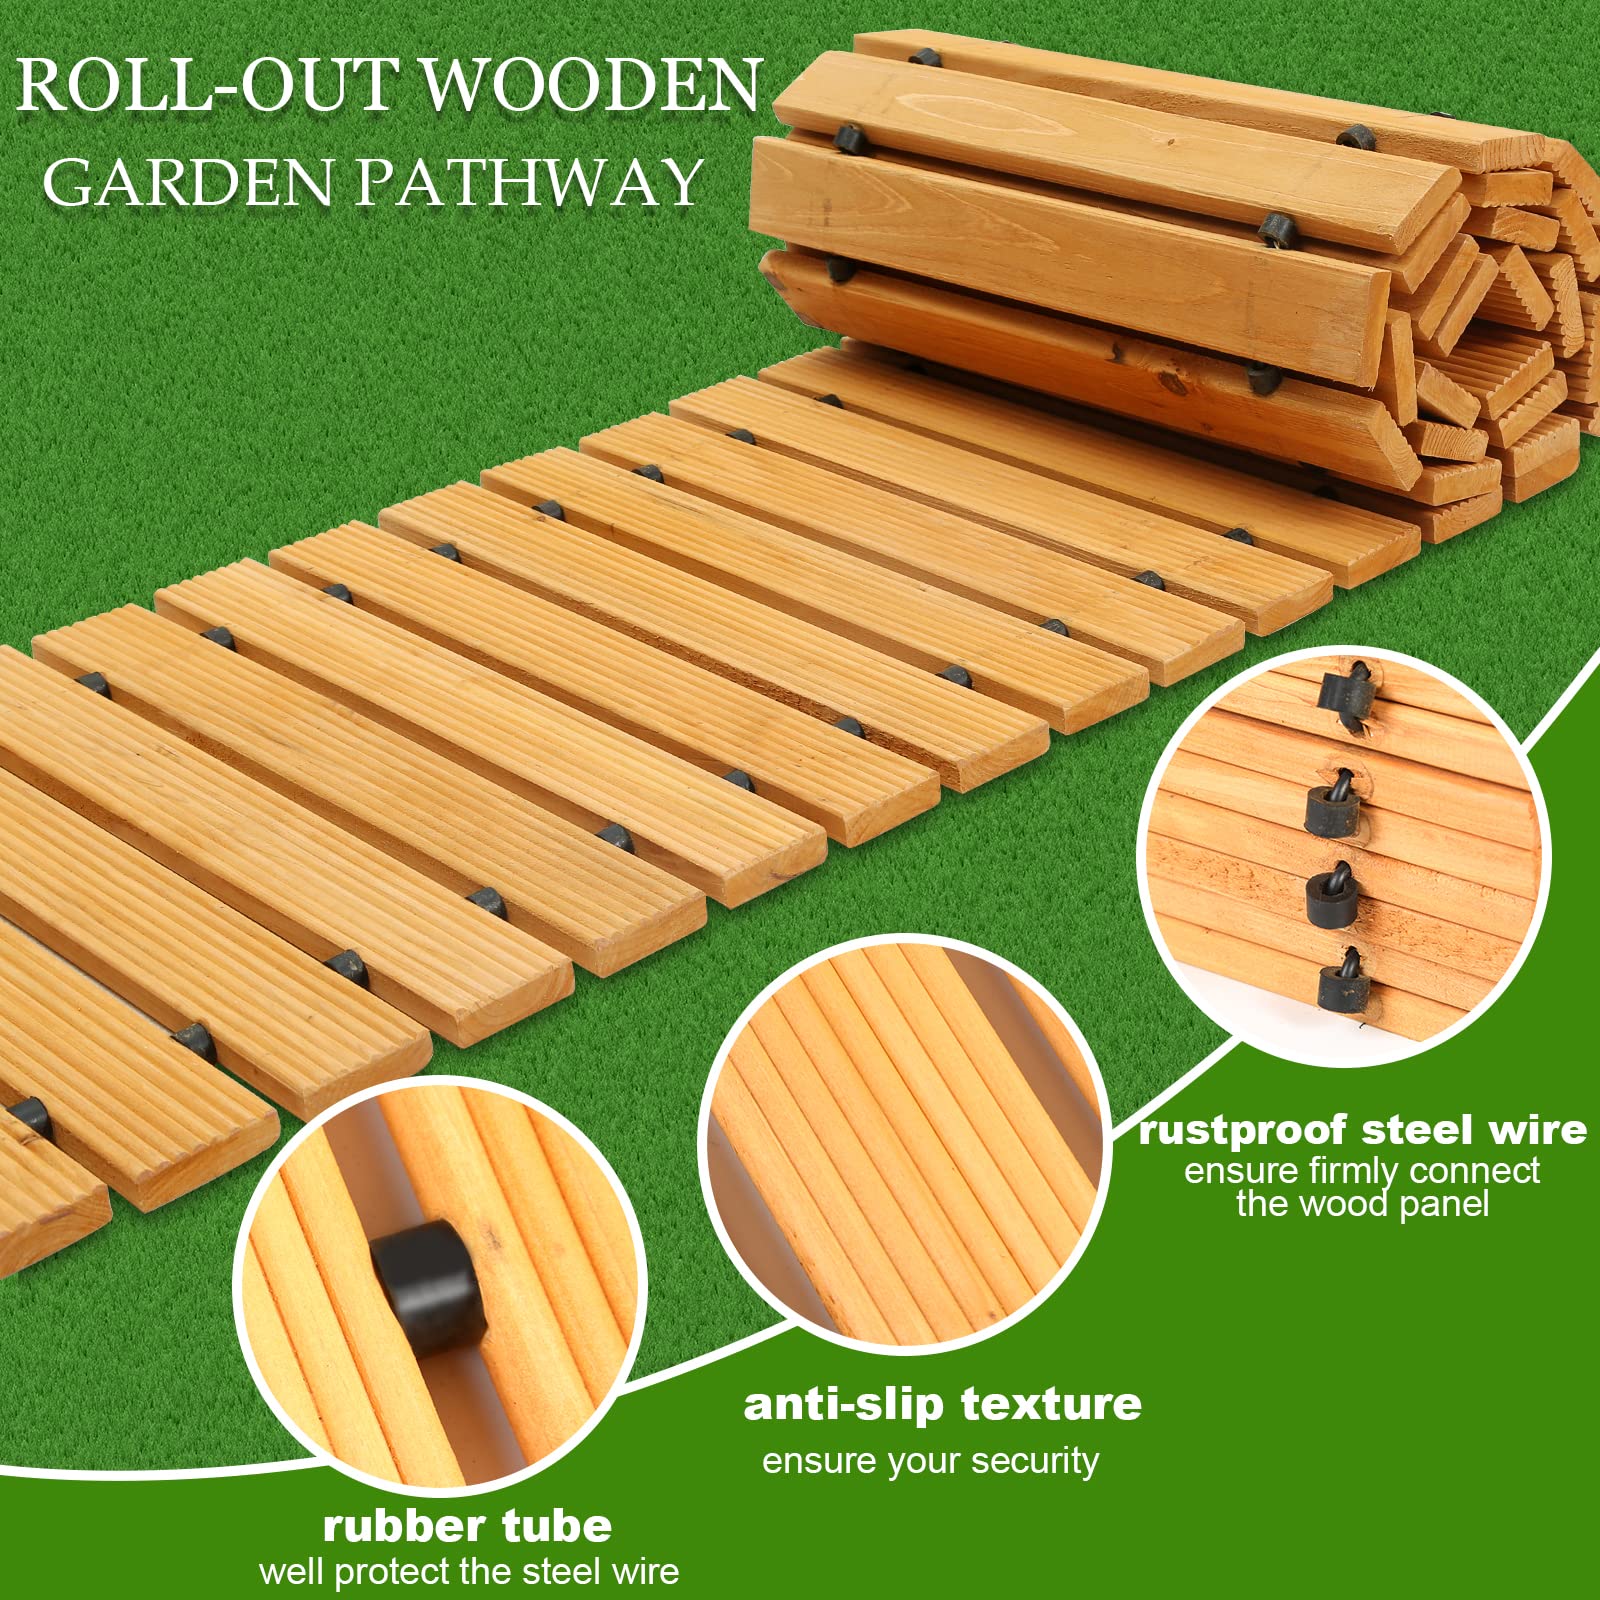 ROLL-OUT WOODEN
GARDEN PATHWAY
rustproof steel wire
ensure firmly connect
the wood panel
anti-slip texture
ensure your security
rubber tube
well protect the steel wire